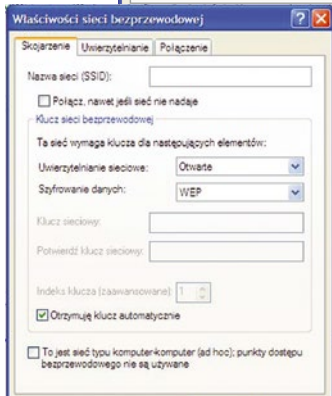 Właściwości sieci bezprzewodowej
Skojarzenie Uwierzytelnianie Połączenie
Nazwa sieci (SSID):
Połącz, nawet jeśli sieć nie nadaje
Klucz sieci bezprzewodowej
Ta sieć wymaga klucza dla następujących elementów:
Uwierzytelnianie sieciowe: Otwarte
Szyfrowanie danych: WEP
Klucz sieciowy:
Potwierdź klucz sieciowy:
Indeks klucza (zaawansowane): 1
Otrzymuję klucz automatycznie
To jest sieć typu komputer-komputer (ad hoc); punkty dostępu
bezprzewodowego nie są używane